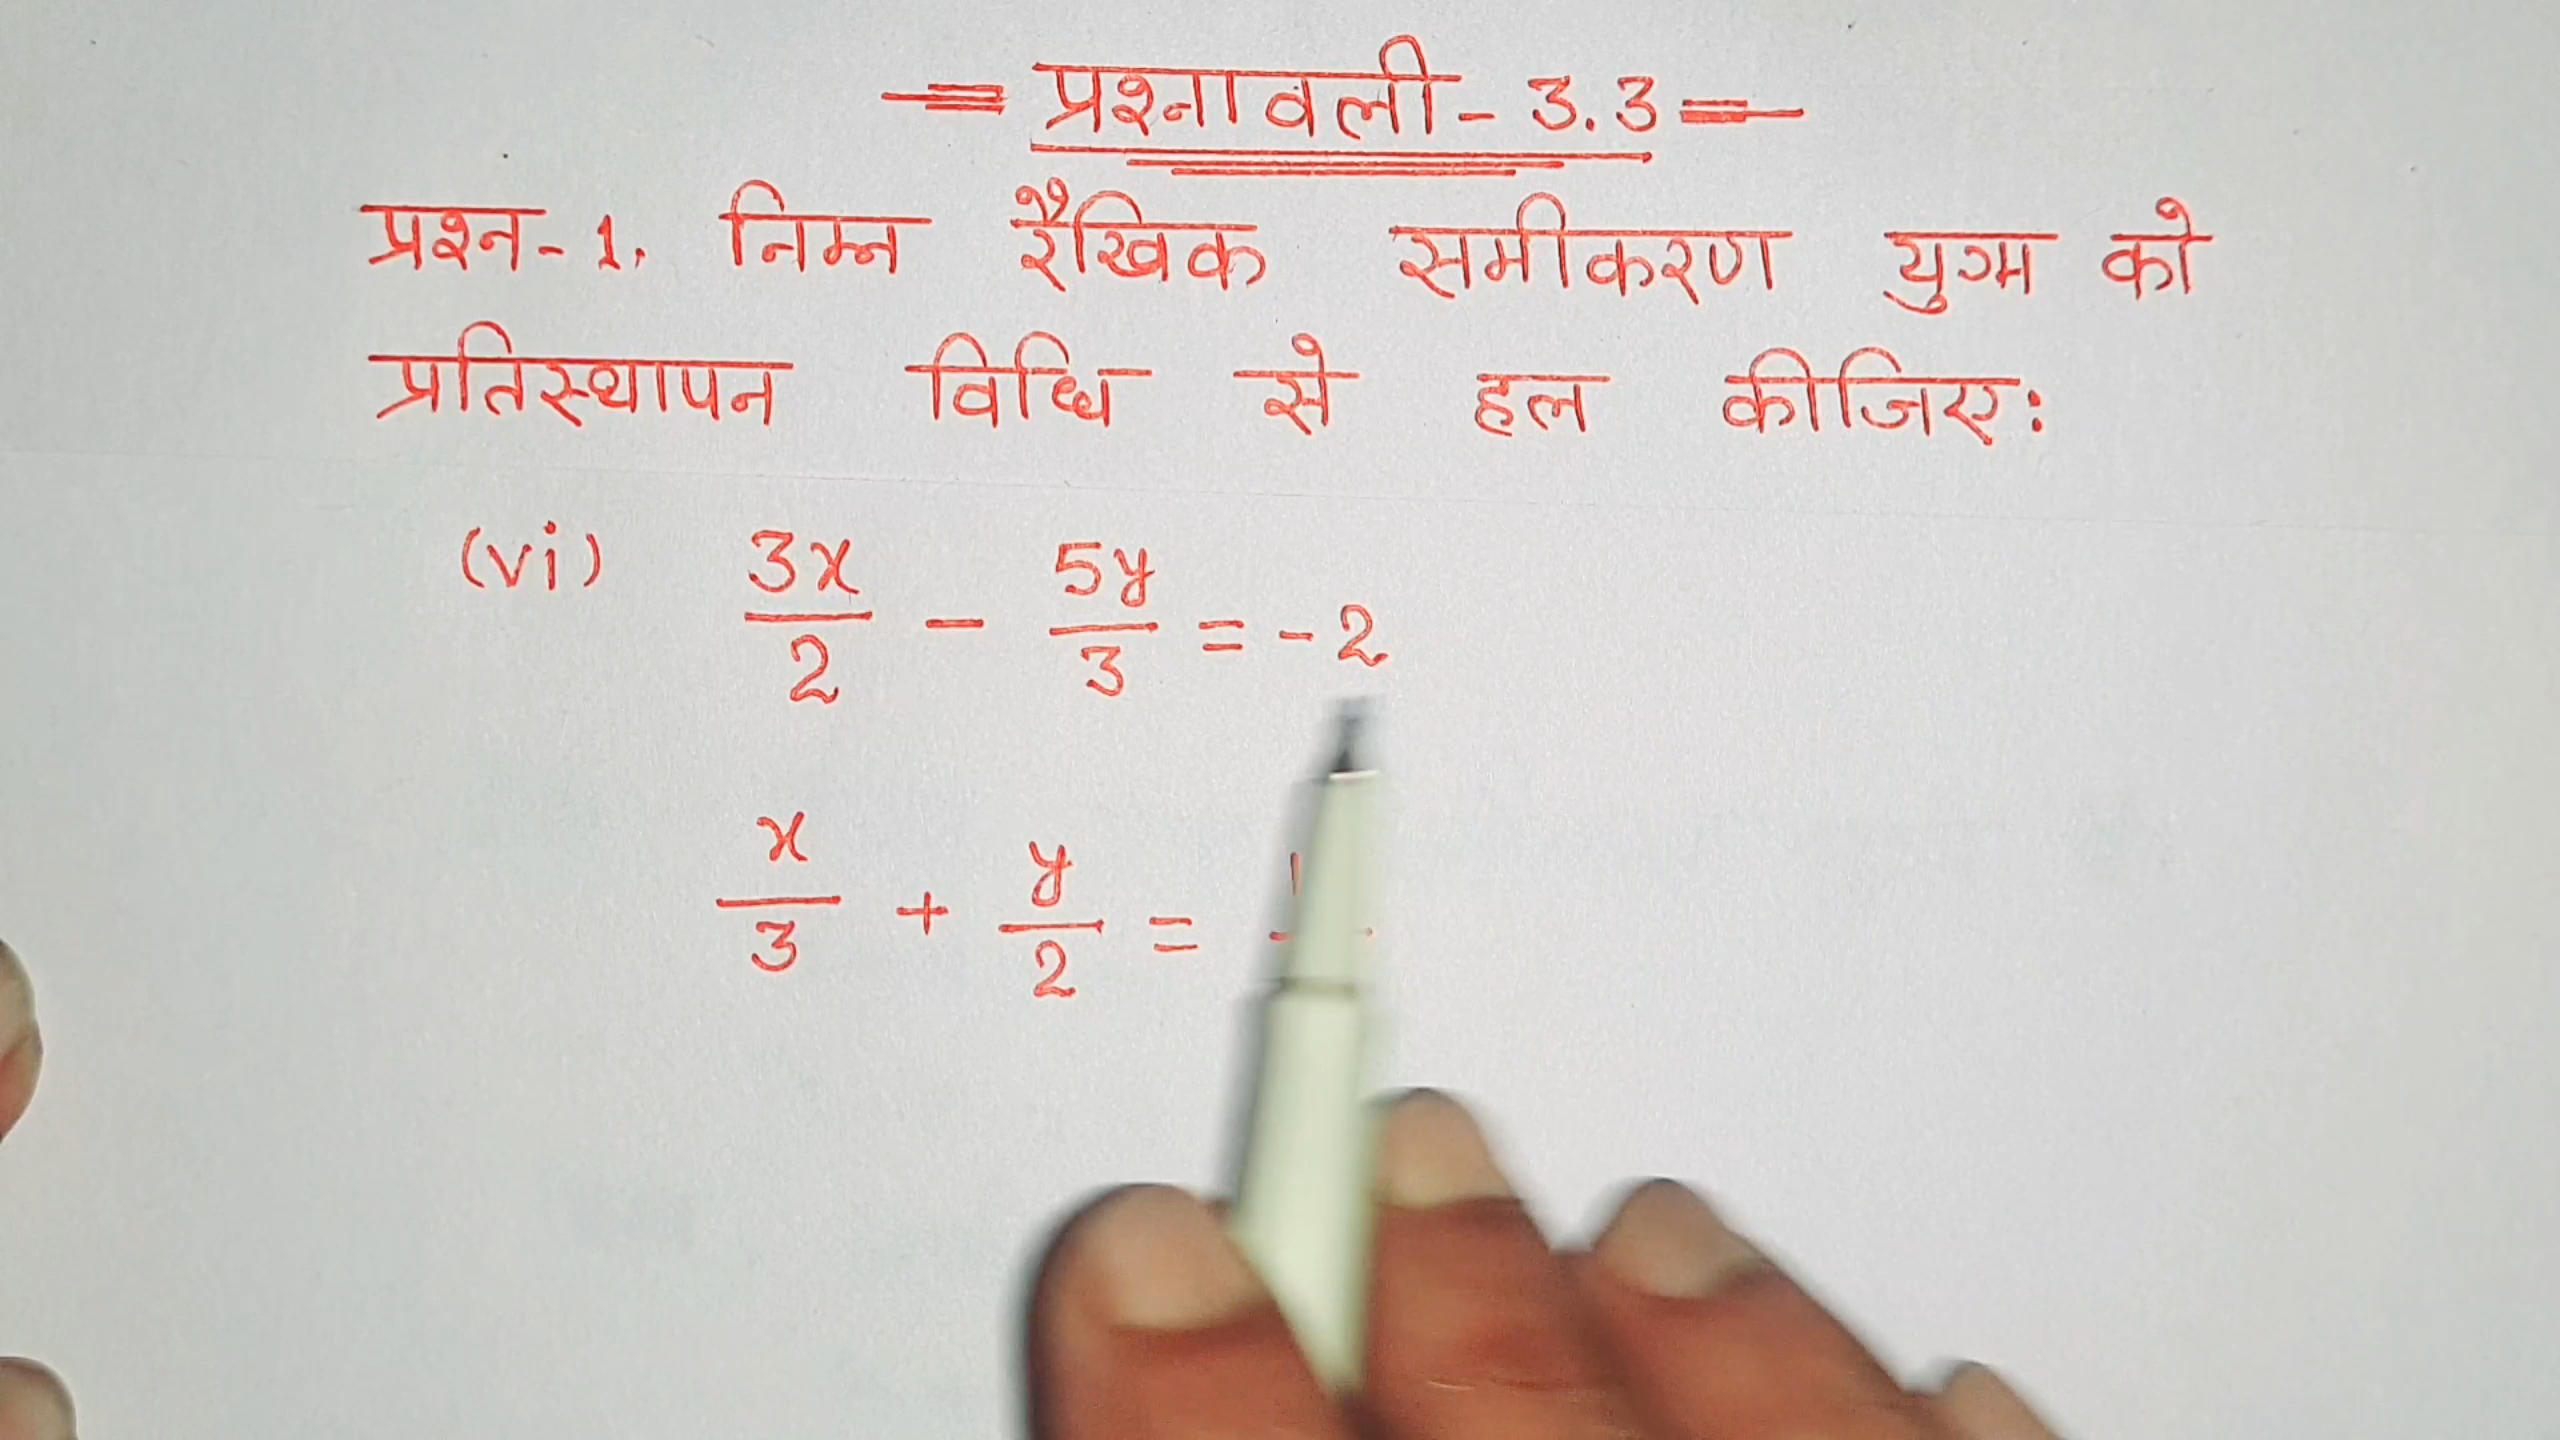 प्रश्नावली - 3.3
प्रश्न - 1. निम्न रैखिक समीकरण युग्म को
प्रतिस्थापन विधि से हल कीजिए:
(vi) 3x/2 - 5y/3 = -2
x/3 + y/2 =